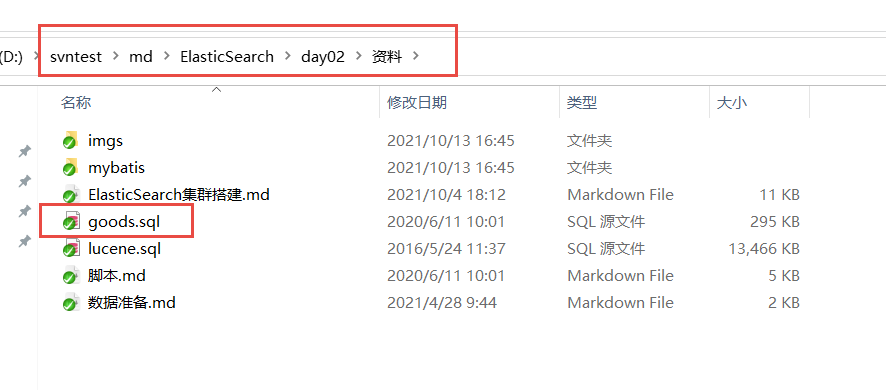 (D:) > svntest > md > ElasticSearch > day02 > 资料 >
名称 修改日期 类型 大小
imgs 2021/10/13 16:45 文件夹
mybatis 2021/10/13 16:45 文件夹
ElasticSearch集群搭建.md 2021/10/4 18:12 Markdown File 11 KB
goods.sql 2020/6/11 10:01 SQL 源文件 295 KB
lucene.sql 2016/5/24 11:37 SQL 源文件 13,466 KB
脚本.md 2020/6/11 10:01 Markdown File 5 KB
数据准备.md 2021/4/28 9:44 Markdown File 2 KB